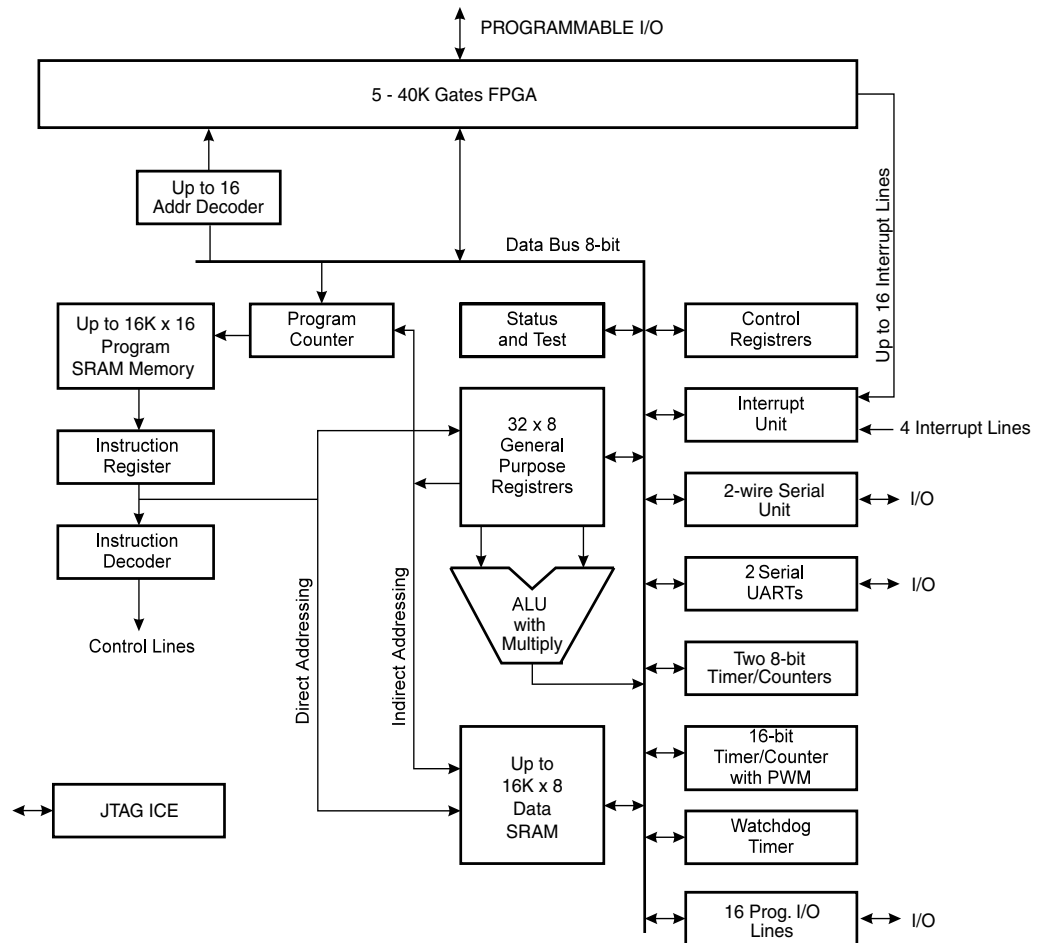 PROGRAMMABLE I/O
5 - 40K Gates FPGA
Up to 16
Addr Decoder
Up to 16 Interrupt Lines
Data Bus 8-bit
Up to 16K x 16
Program
SRAM Memory
Program
Counter
Status
and Test
Control
Registrers
Instruction
Register
32 x 8
General
Purpose
Registrers
Interrupt
Unit
4 Interrupt Lines
2-wire Serial
Unit
I/O
Instruction
Decoder
Control Lines
Direct Addressing
Indirect Addressing
ALU
with
Multiply
2 Serial
UARTs
I/O
Two 8-bit
Timer/Counters
16-bit
Timer/Counter
with PWM
Up to
16K x 8
Data
SRAM
JTAG ICE
Watchdog
Timer
16 Prog. I/O
Lines
I/O